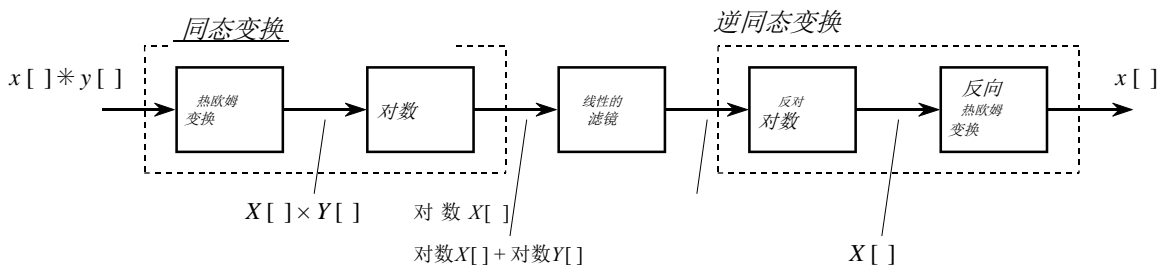 同态变换
逆同态变换
x [ ] ＊ y [ ]
热欧姆
变换
对数
线性的
滤镜
反对
对数
反向
热欧姆
变换
x [ ]
X [ ] × Y [ ]
对 数 X[ ]
对数X[ ] + 对数Y[ ]
X [ ]